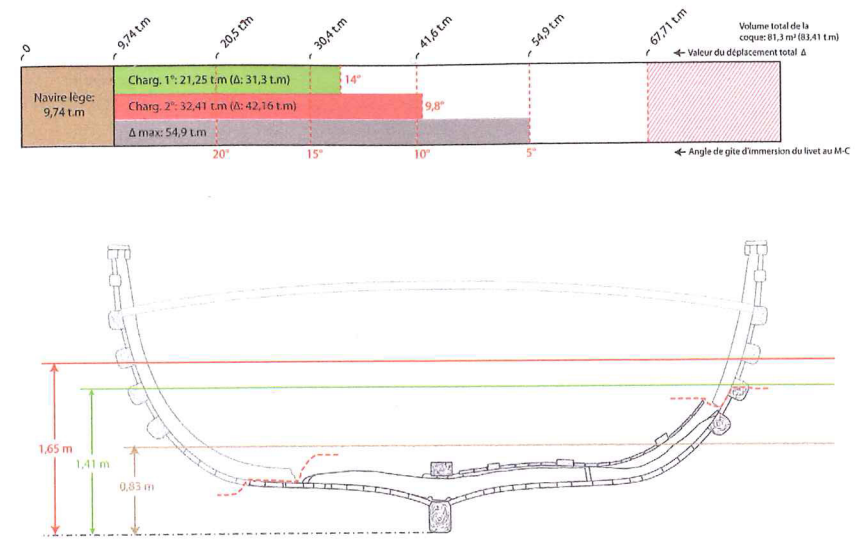 0
9,74 t.m
20,5 t.m
30,4 t.m
41,6 t.m
54,9 t.m
67.71 t.m
Volume total de la
coque: 81,3 m³ (83,41 t.m)
← Valeur du déplacement total Δ
Navire lège:
9,74 t.m
Charg. 1°: 21,25 t.m (Δ: 31,3 t.m)
14°
Charg. 2°: 32,41 t.m (Δ: 42,16 t.m)
9,8°
Δ max: 54,9 t.m
20°
15°
10°
5°
← Angle de gîte d'immersion du livet au M-C
1,65 m
1,41 m
0,83 m